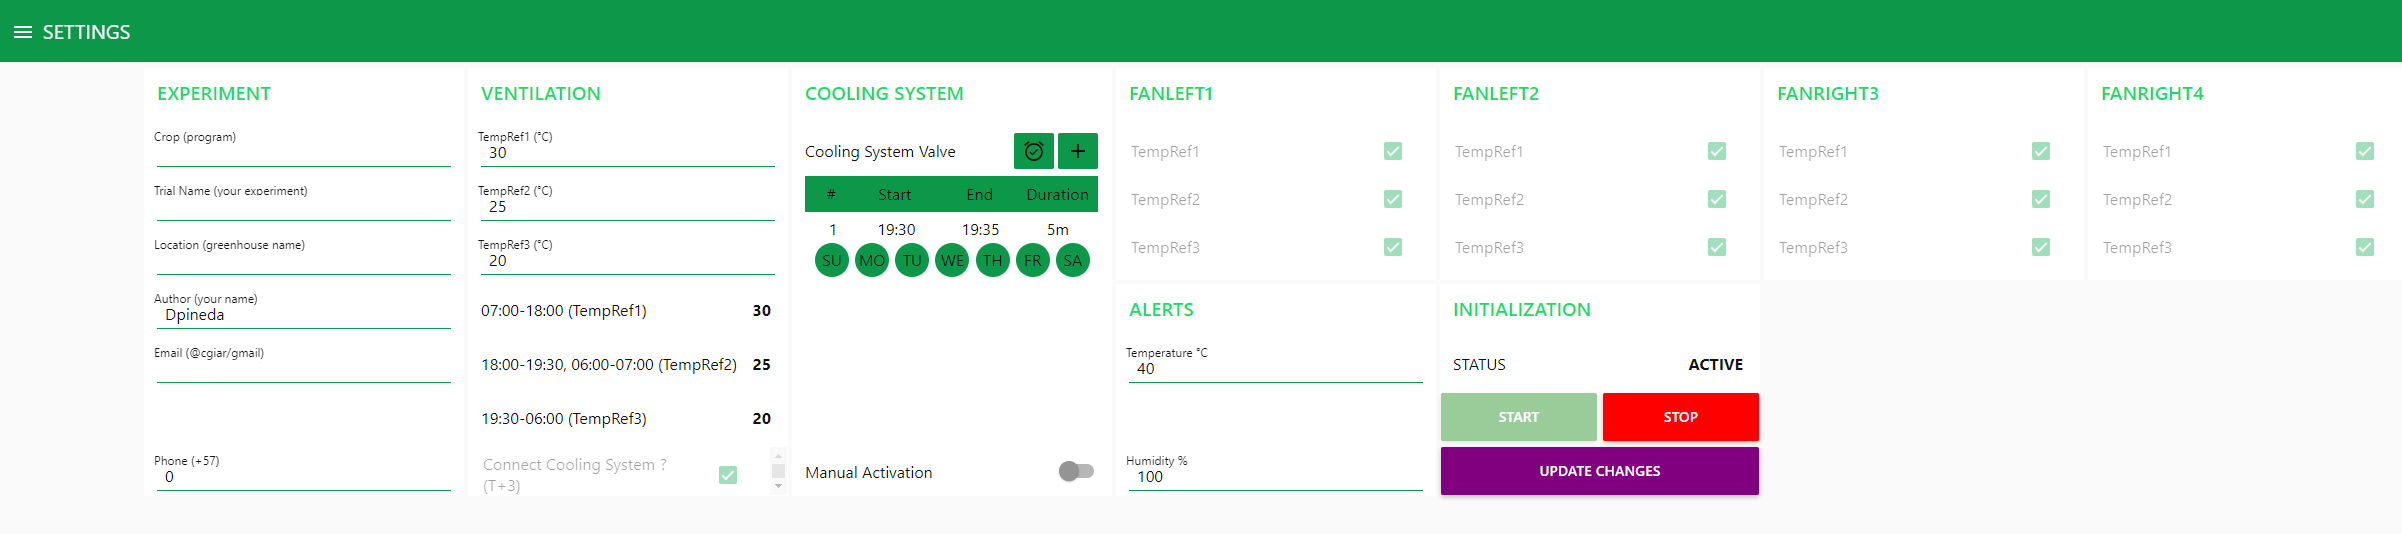 SETTINGS
EXPERIMENT
Crop (program)
Trial Name (your experiment)
Location (greenhouse name)
Author (your name)
Dpineda
Email (@cgiar/gmail)
Phone (+57)
0
VENTILATION
TempRef1 (°C)
30
TempRef2 (°C)
25
TempRef3 (°C)
20
07:00-18:00 (TempRef1) 30
18:00-19:30, 06:00-07:00 (TempRef2) 25
19:30-06:00 (TempRef3) 20
Connect Cooling System ?
(T+3)
COOLING SYSTEM
Cooling System Valve
# Start End Duration
1 19:30 19:35 5m
SU MO TU WE TH FR SA
Manual Activation
FANLEFT1
TempRef1
TempRef2
TempRef3
FANLEFT2
TempRef1
TempRef2
TempRef3
FANRIGHT3
TempRef1
TempRef2
TempRef3
FANRIGHT4
TempRef1
TempRef2
TempRef3
ALERTS
Temperature °C
40
Humidity %
100
INITIALIZATION
STATUS ACTIVE
START STOP
UPDATE CHANGES